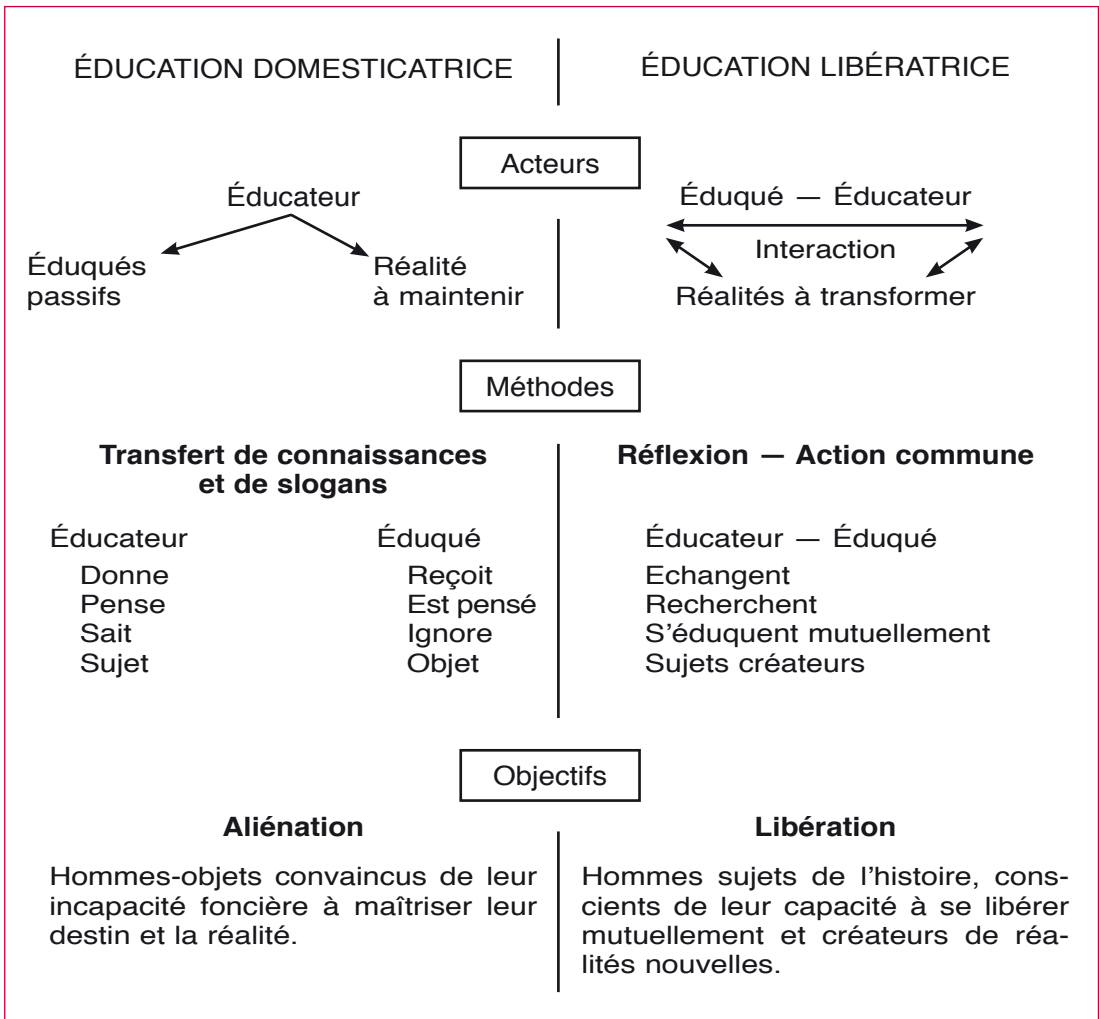 ÉDUCATION DOMESTICATRICE
ÉDUCATION LIBÉRATRICE
Acteurs
Éducateur
Éduqués
passifs
Réalité
à maintenir
Éduqué — Éducateur
Interaction
Réalités à transformer
Méthodes
Transfert de connaissances
et de slogans
Éducateur
Éduqué
Donne
Reçoit
Pense
Est pensé
Sait
Ignore
Sujet
Objet
Réflexion — Action commune
Éducateur — Éduqué
Echangent
Recherchent
S'éduquent mutuellement
Sujets créateurs
Objectifs
Aliénation
Hommes-objets convaincus de leur
incapacité foncière à maîtriser leur
destin et la réalité.
Libération
Hommes sujets de l'histoire, cons-
cients de leur capacité à se libérer
mutuellement et créateurs de réa-
lités nouvelles.